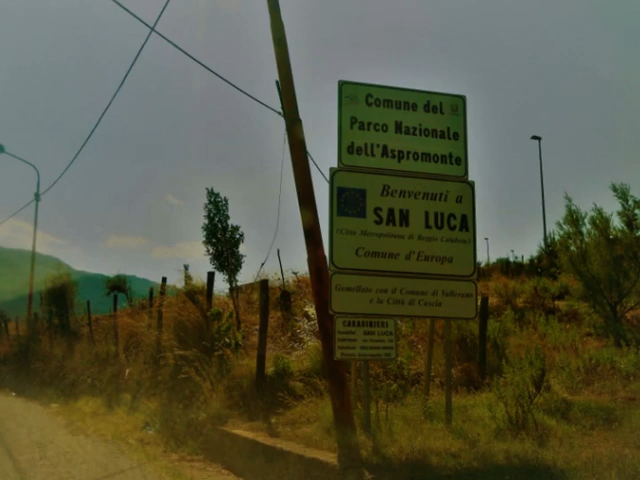 Comune del
Parco Nazionale
dell'Aspromonte
Benvenuti a
SAN LUCA
(Città Metropolitana di Reggio Calabria)
Comune d'Europa
Gemellato con il Comune di Vallerano
e la Città di Cascia
CARABINIERI
SAN LUCA